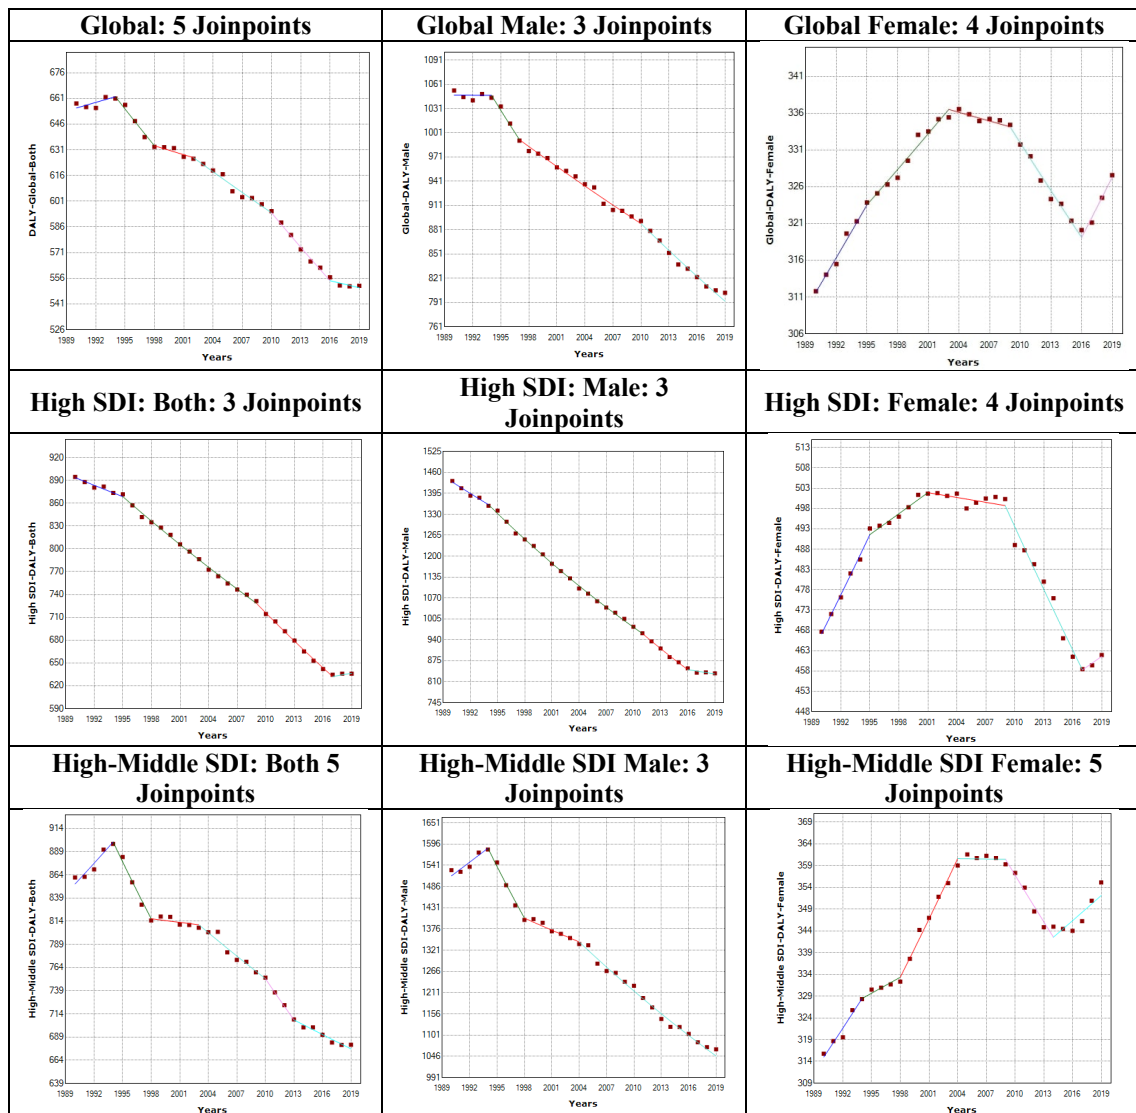 Global: 5 Joinpoints
Global Male: 3 Joinpoints
Global Female: 4 Joinpoints
DALY-Global-Both
676
661
646
631
616
601
586
571
556
541
526
1989 1992 1995 1998 2001 2004 2007 2010 2013 2016 2019
Years
Global-DALY-Male
1091
1061
1031
1001
971
941
911
881
851
821
791
761
1989 1992 1995 1998 2001 2004 2007 2010 2013 2016 2019
Years
Global-DALY-Female
341
336
331
326
321
316
311
306
1989 1992 1995 1998 2001 2004 2007 2010 2013 2016 2019
Years
High SDI: Both: 3 Joinpoints
High SDI: Male: 3
Joinpoints
High SDI: Female: 4 Joinpoints
High SDI-DALY-Both
920
890
860
830
800
770
740
710
680
650
620
590
1989 1992 1995 1998 2001 2004 2007 2010 2013 2016 2019
Years
High SDI-DALY-Male
1525
1460
1395
1330
1265
1200
1135
1070
1005
940
875
810
745
1989 1992 1995 1998 2001 2004 2007 2010 2013 2016 2019
Years
High SDI-DALY-Female
513
508
503
498
493
488
483
478
473
468
463
458
453
448
1989 1992 1995 1998 2001 2004 2007 2010 2013 2016 2019
Years
High-Middle SDI: Both 5
Joinpoints
High-Middle SDI Male: 3
Joinpoints
High-Middle SDI Female: 5
Joinpoints
High-Middle SDI-DALY-Both
914
889
864
839
814
789
764
739
714
689
664
639
1989 1992 1995 1998 2001 2004 2007 2010 2013 2016 2019
Years
High-Middle SDI-DALY-Male
1651
1596
1541
1486
1431
1376
1321
1266
1211
1156
1101
1046
991
1989 1992 1995 1998 2001 2004 2007 2010 2013 2016 2019
Years
High-Middle SDI-DALY-Female
369
364
359
354
349
344
339
334
329
324
319
314
309
1989 1992 1995 1998 2001 2004 2007 2010 2013 2016 2019
Years